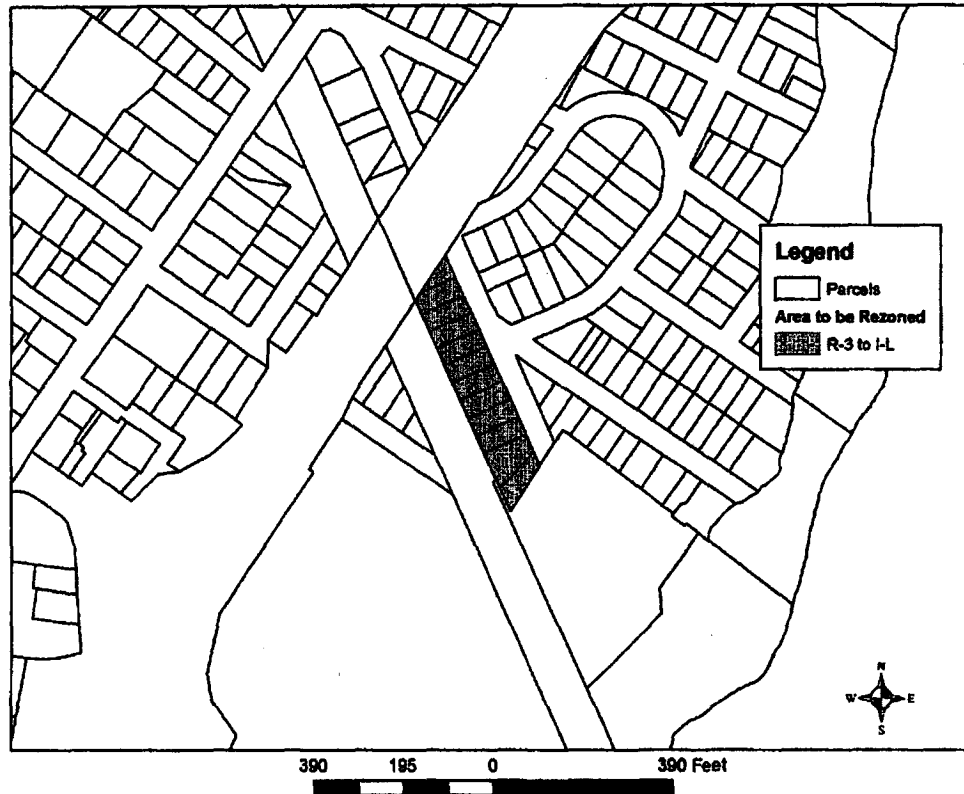 Legend
Parcels
Area to be Rezoned
R-3 to I-L
N
W E
S
390 195 0 390 Feet